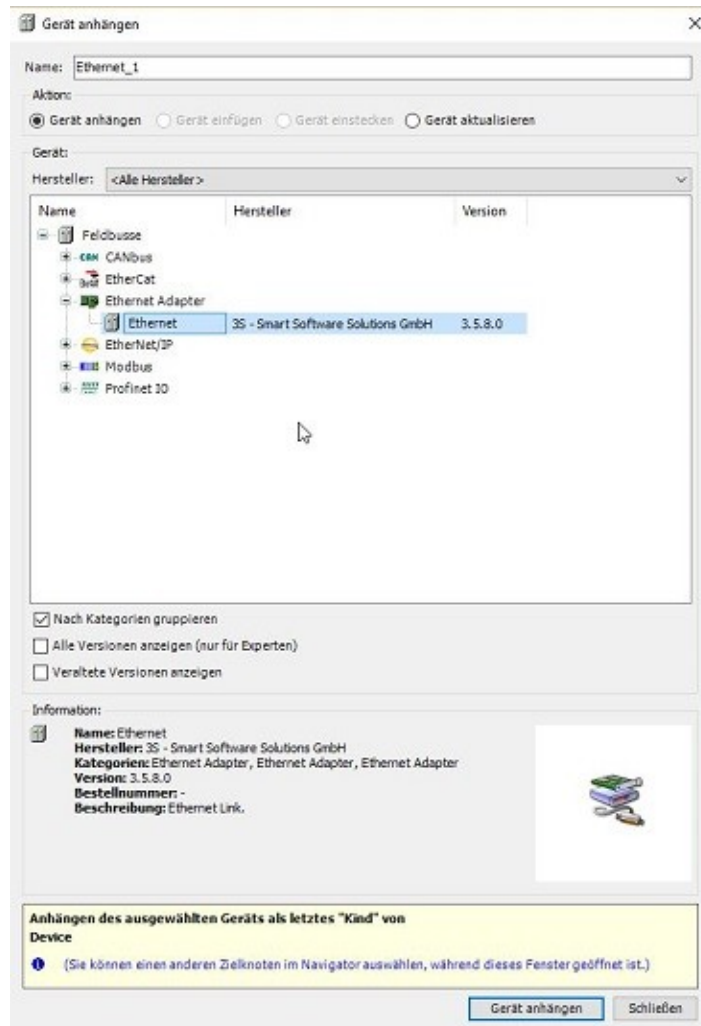 Gerät anhängen
Name: Ethernet_1
Aktion:
Gerät anhängen Gerät einfügen Gerät einstecken Gerät aktualisieren
Gerät:
Hersteller: <Alle Hersteller>
Name Hersteller Version
Feldbusse
CAN CANbus
EtherCat
Ethernet Adapter
Ethernet 3S - Smart Software Solutions GmbH 3.5.8.0
EtherNet/IP
Modbus
Profinet IO
Nach Kategorien gruppieren
Alle Versionen anzeigen (nur für Experten)
Veraltete Versionen anzeigen
Information:
Name: Ethernet
Hersteller: 3S - Smart Software Solutions GmbH
Kategorien: Ethernet Adapter, Ethernet Adapter, Ethernet Adapter
Version: 3.5.8.0
Bestellnummer: -
Beschreibung: Ethernet Link.
Anhängen des ausgewählten Geräts als letztes "Kind" von
Device
(Sie können einen anderen Zielknoten im Navigator auswählen, während dieses Fenster geöffnet ist.)
Gerät anhängen Schließen